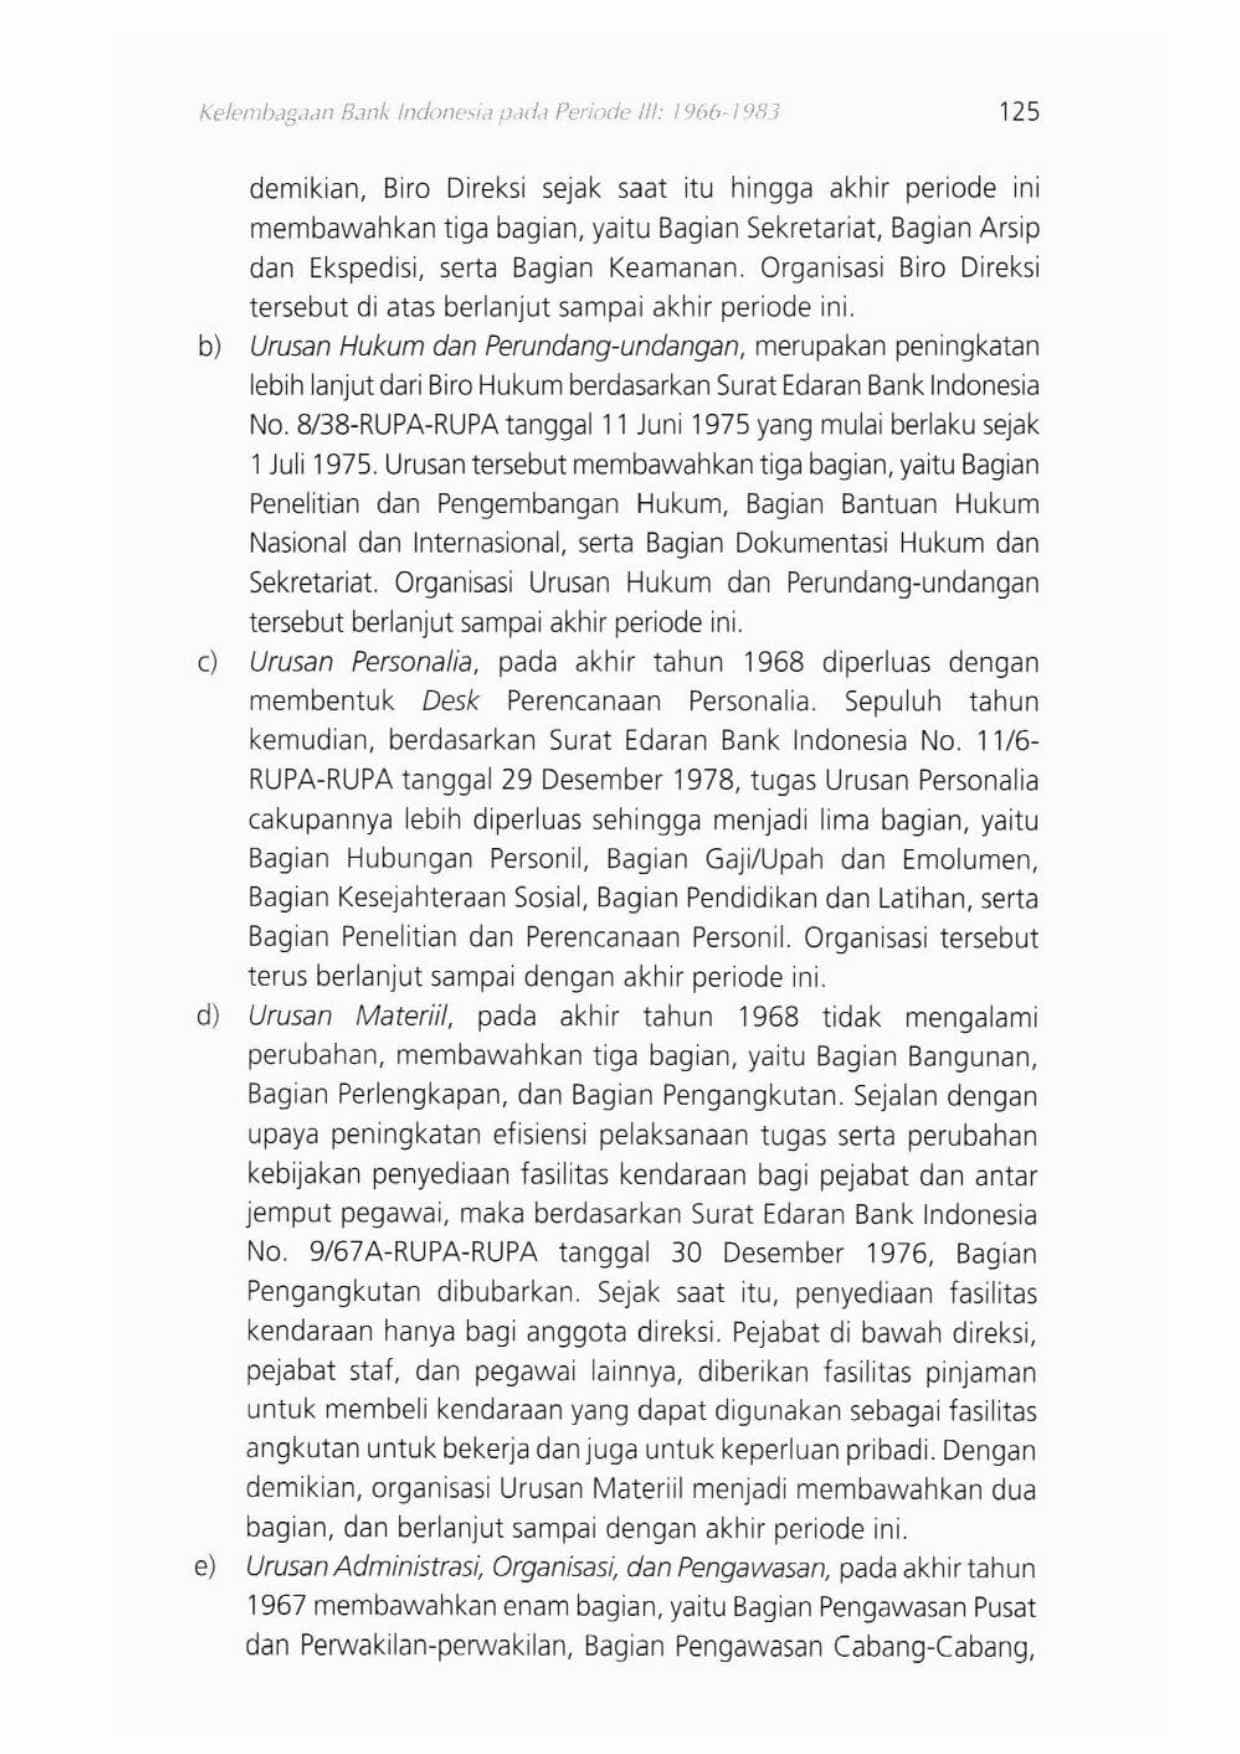 Kelembagaan Bank Indonesia pada Periode III: 1966-1983 125
demikian, Biro Direksi sejak saat itu hingga akhir periode ini
membawahkan tiga bagian, yaitu Bagian Sekretariat, Bagian Arsip
dan Ekspedisi, serta Bagian Keamanan. Organisasi Biro Direksi
tersebut di atas berlanjut sampai akhir periode ini.
b) Urusan Hukum dan Perundang-undangan, merupakan peningkatan
lebih lanjut dari Biro Hukum berdasarkan Surat Edaran Bank Indonesia
No. 8/38-RUPA-RUPA tanggal 11 Juni 1975 yang mulai berlaku sejak
1 Juli 1975. Urusan tersebut membawahkan tiga bagian, yaitu Bagian
Penelitian dan Pengembangan Hukum, Bagian Bantuan Hukum
Nasional dan Internasional, serta Bagian Dokumentasi Hukum dan
Sekretariat. Organisasi Urusan Hukum dan Perundang-undangan
tersebut berlanjut sampai akhir periode ini.
c) Urusan Personalia, pada akhir tahun 1968 diperluas dengan
membentuk Desk Perencanaan Personalia. Sepuluh tahun
kemudian, berdasarkan Surat Edaran Bank Indonesia No. 11/6-
RUPA-RUPA tanggal 29 Desember 1978, tugas Urusan Personalia
cakupannya lebih diperluas sehingga menjadi lima bagian, yaitu
Bagian Hubungan Personil, Bagian Gaji/Upah dan Emolumen,
Bagian Kesejahteraan Sosial, Bagian Pendidikan dan Latihan, serta
Bagian Penelitian dan Perencanaan Personil. Organisasi tersebut
terus berlanjut sampai dengan akhir periode ini.
d) Urusan Materiil, pada akhir tahun 1968 tidak mengalami
perubahan, membawahkan tiga bagian, yaitu Bagian Bangunan,
Bagian Perlengkapan, dan Bagian Pengangkutan. Sejalan dengan
upaya peningkatan efisiensi pelaksanaan tugas serta perubahan
kebijakan penyediaan fasilitas kendaraan bagi pejabat dan antar
jemput pegawai, maka berdasarkan Surat Edaran Bank Indonesia
No. 9/67A-RUPA-RUPA tanggal 30 Desember 1976, Bagian
Pengangkutan dibubarkan. Sejak saat itu, penyediaan fasilitas
kendaraan hanya bagi anggota direksi. Pejabat di bawah direksi,
pejabat staf, dan pegawai lainnya, diberikan fasilitas pinjaman
untuk membeli kendaraan yang dapat digunakan sebagai fasilitas
angkutan untuk bekerja dan juga untuk keperluan pribadi. Dengan
demikian, organisasi Urusan Materiil menjadi membawahkan dua
bagian, dan berlanjut sampai dengan akhir periode ini.
e) Urusan Administrasi, Organisasi, dan Pengawasan, pada akhir tahun
1967 membawahkan enam bagian, yaitu Bagian Pengawasan Pusat
dan Perwakilan-perwakilan, Bagian Pengawasan Cabang-Cabang,